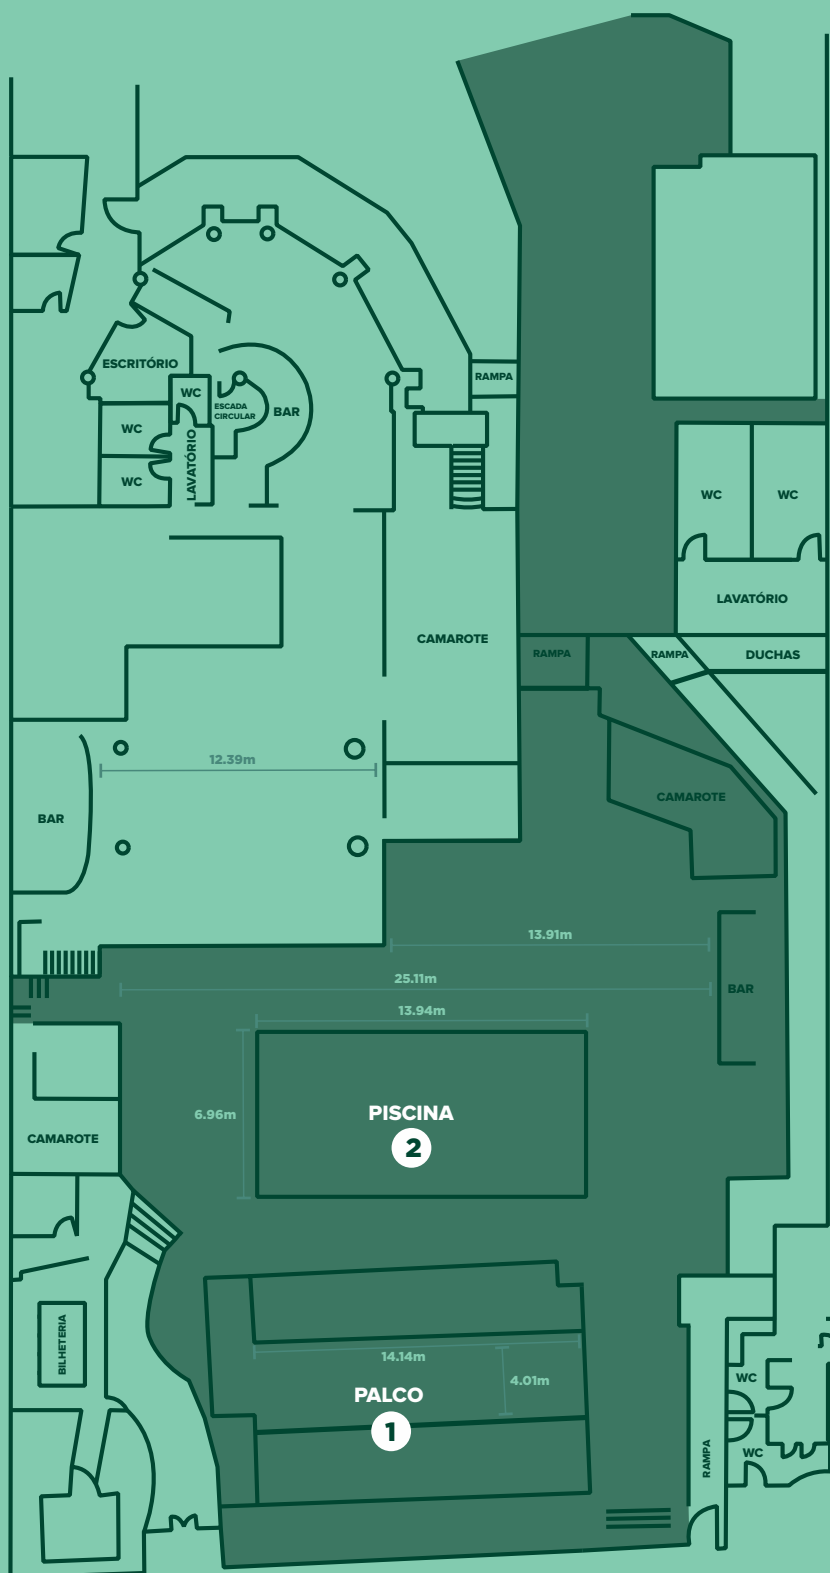 ESCRITÓRIO
RAMPA
WC
ESCADA
CIRCULAR
BAR
WC
LAVATÓRIO
WC
WC
WC
LAVATÓRIO
CAMAROTE
RAMPA
RAMPA
DUCHAS
12.39m
CAMAROTE
BAR
13.91m
25.11m
BAR
13.94m
6.96m
PISCINA
2
CAMAROTE
BILHETERIA
14.14m
4.01m
PALCO
1
WC
RAMPA
WC